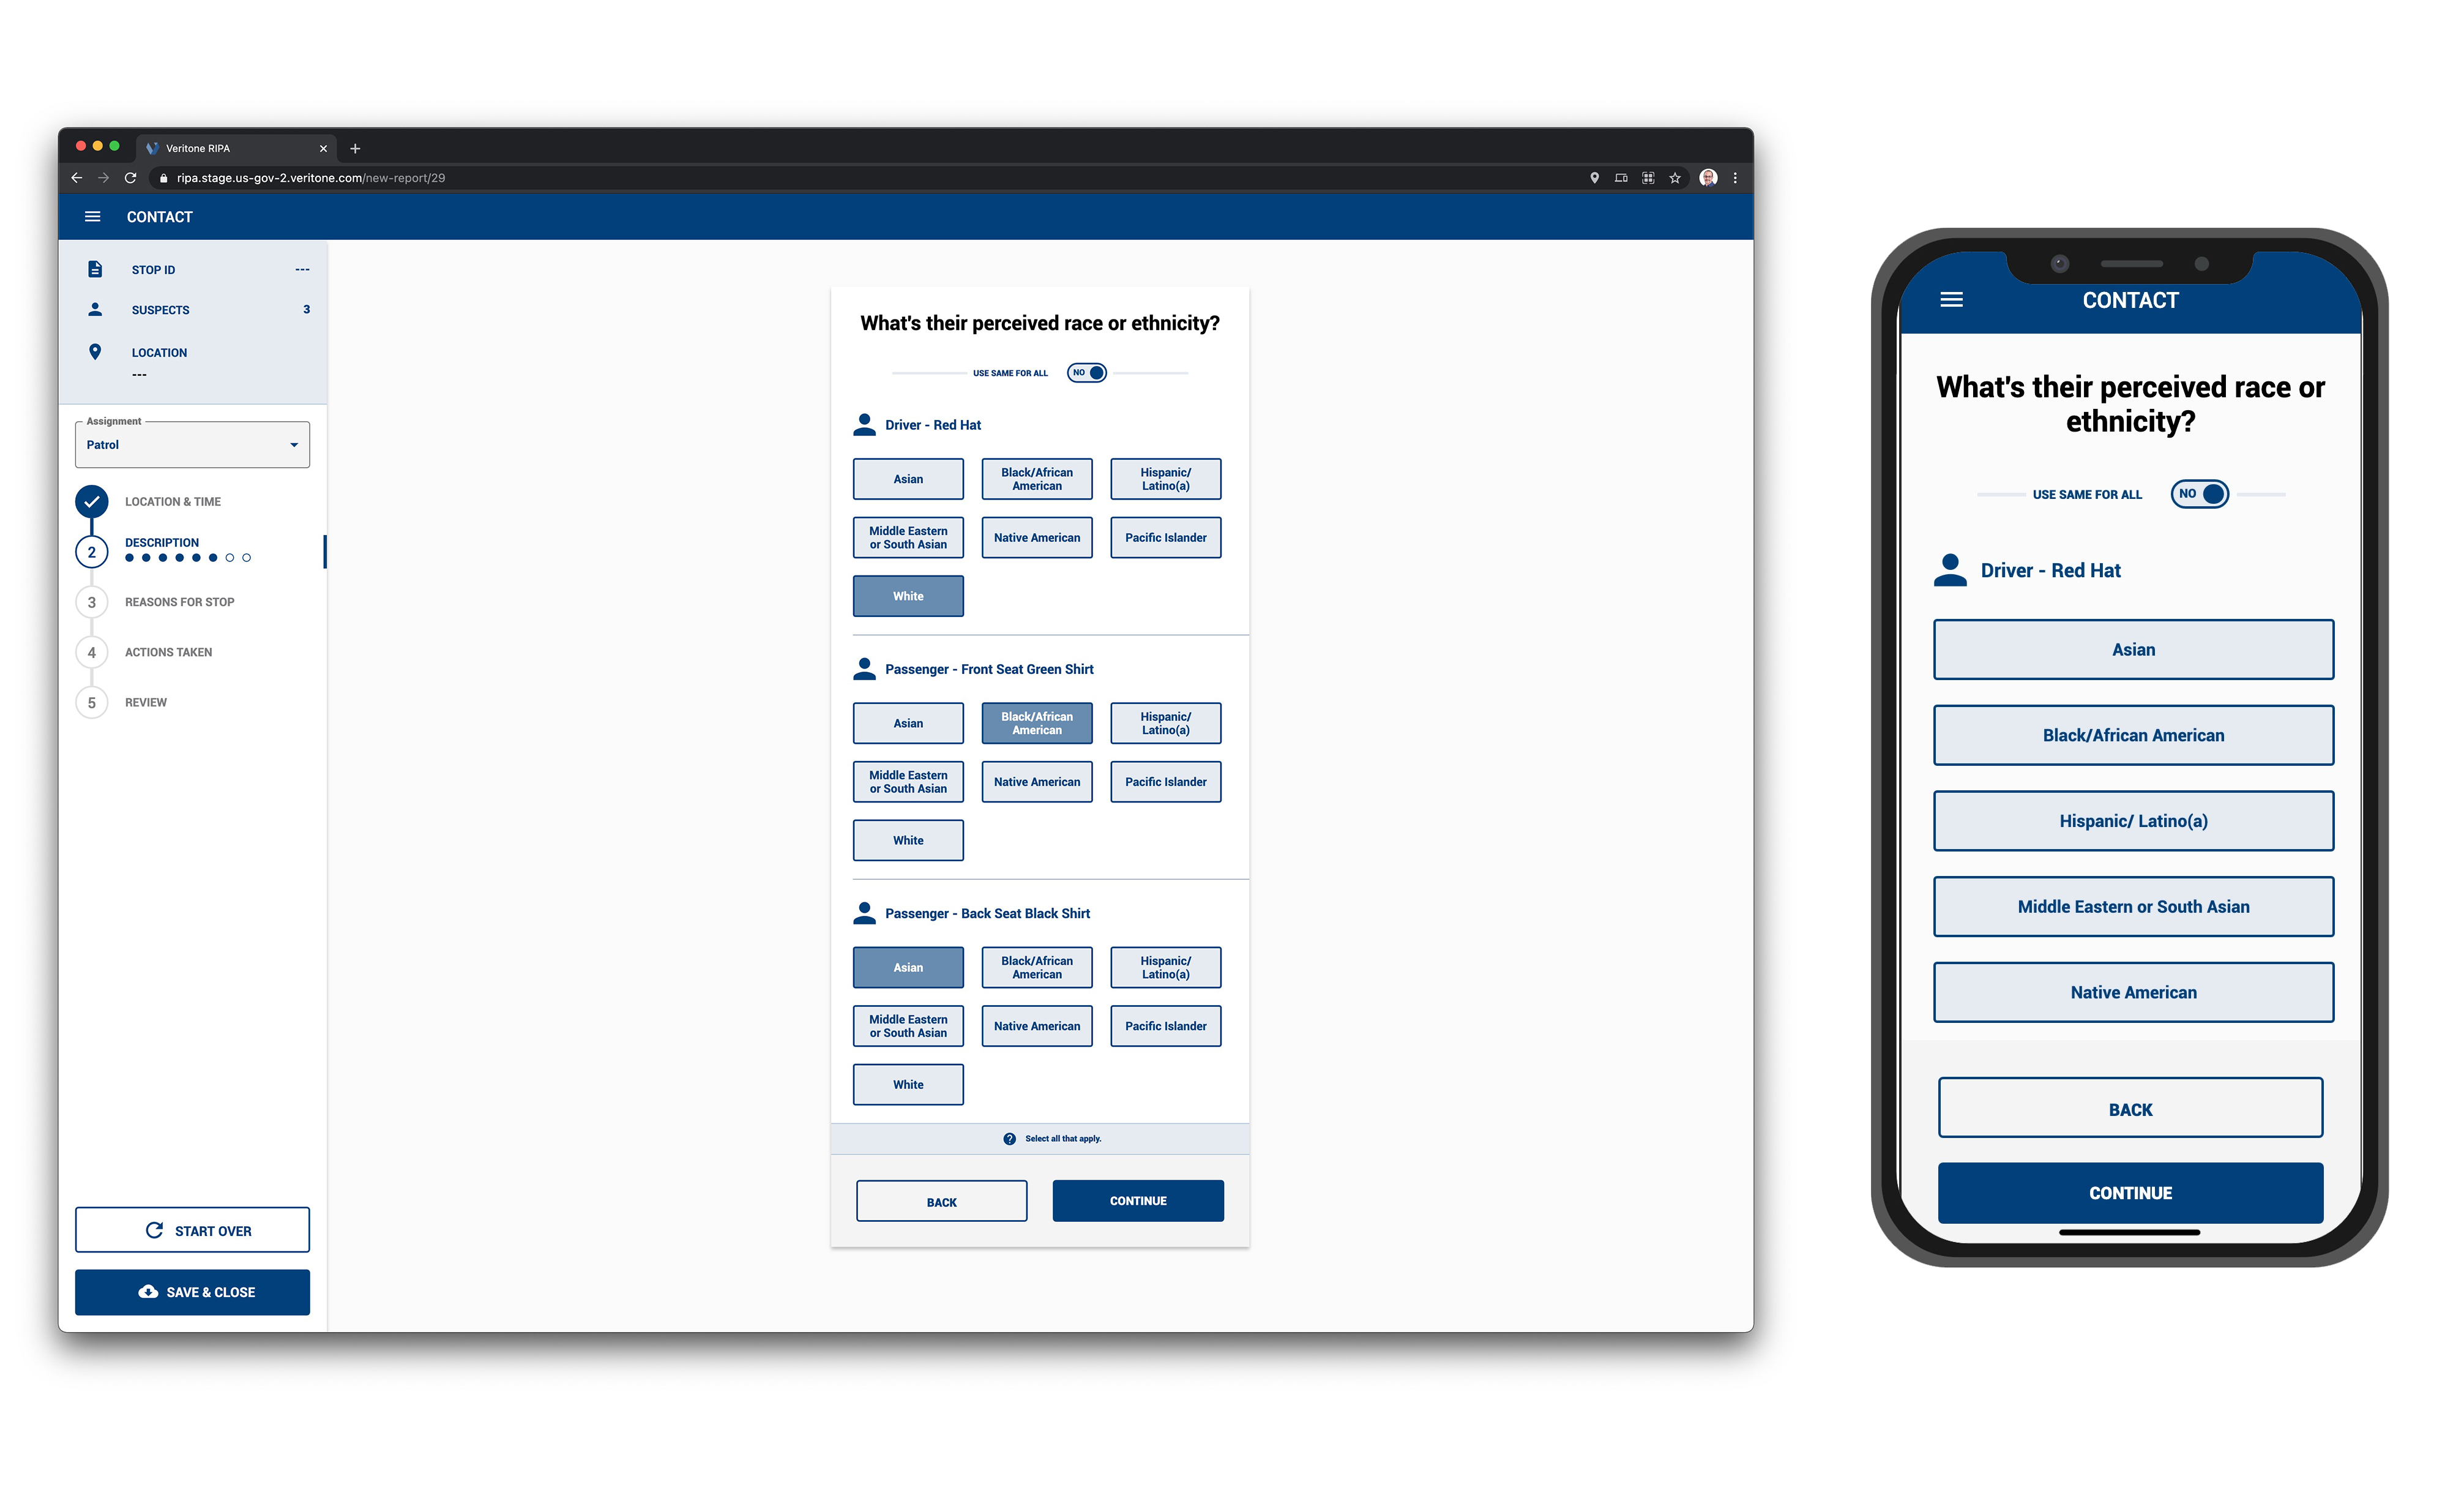 Veritone RIPA
ripa.stage.us-gov-2.veritone.com/new-report/29
CONTACT
STOP ID ---
SUSPECTS 3
LOCATION
---
Assignment
Patrol
LOCATION & TIME
2 DESCRIPTION
3 REASONS FOR STOP
4 ACTIONS TAKEN
5 REVIEW
START OVER
SAVE & CLOSE
What's their perceived race or ethnicity?
USE SAME FOR ALL NO
Driver - Red Hat
Asian
Black/African
American
Hispanic/
Latino(a)
Middle Eastern
or South Asian
Native American
Pacific Islander
White
Passenger - Front Seat Green Shirt
Asian
Black/African
American
Hispanic/
Latino(a)
Middle Eastern
or South Asian
Native American
Pacific Islander
White
Passenger - Back Seat Black Shirt
Asian
Black/African
American
Hispanic/
Latino(a)
Middle Eastern
or South Asian
Native American
Pacific Islander
White
? Select all that apply.
BACK
CONTINUE
CONTACT
What's their perceived race or
ethnicity?
USE SAME FOR ALL NO
Driver - Red Hat
Asian
Black/African American
Hispanic/ Latino(a)
Middle Eastern or South Asian
Native American
BACK
CONTINUE